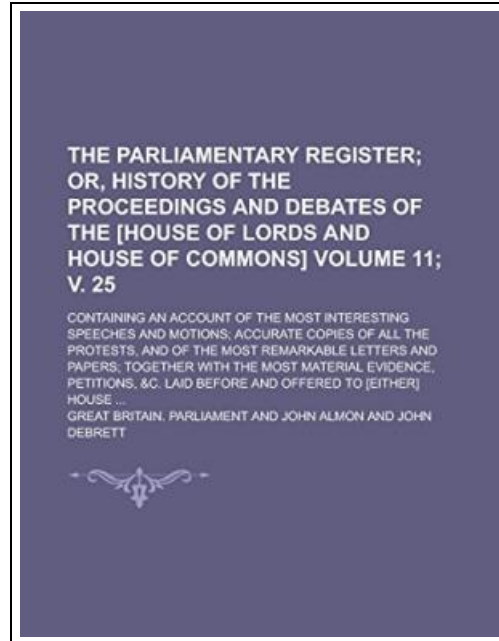 THE PARLIAMENTARY REGISTER;
OR, HISTORY OF THE
PROCEEDINGS AND DEBATES OF
THE [HOUSE OF LORDS AND
HOUSE OF COMMONS] VOLUME 11;
V. 25
CONTAINING AN ACCOUNT OF THE MOST INTERESTING
SPEECHES AND MOTIONS; ACCURATE COPIES OF ALL THE
PROTESTS, AND OF THE MOST REMARKABLE LETTERS AND
PAPERS; TOGETHER WITH THE MOST MATERIAL EVIDENCE,
PETITIONS, &C. LAID BEFORE AND OFFERED TO [EITHER]
HOUSE ...
GREAT BRITAIN. PARLIAMENT AND JOHN ALMON AND JOHN
DEBRETT